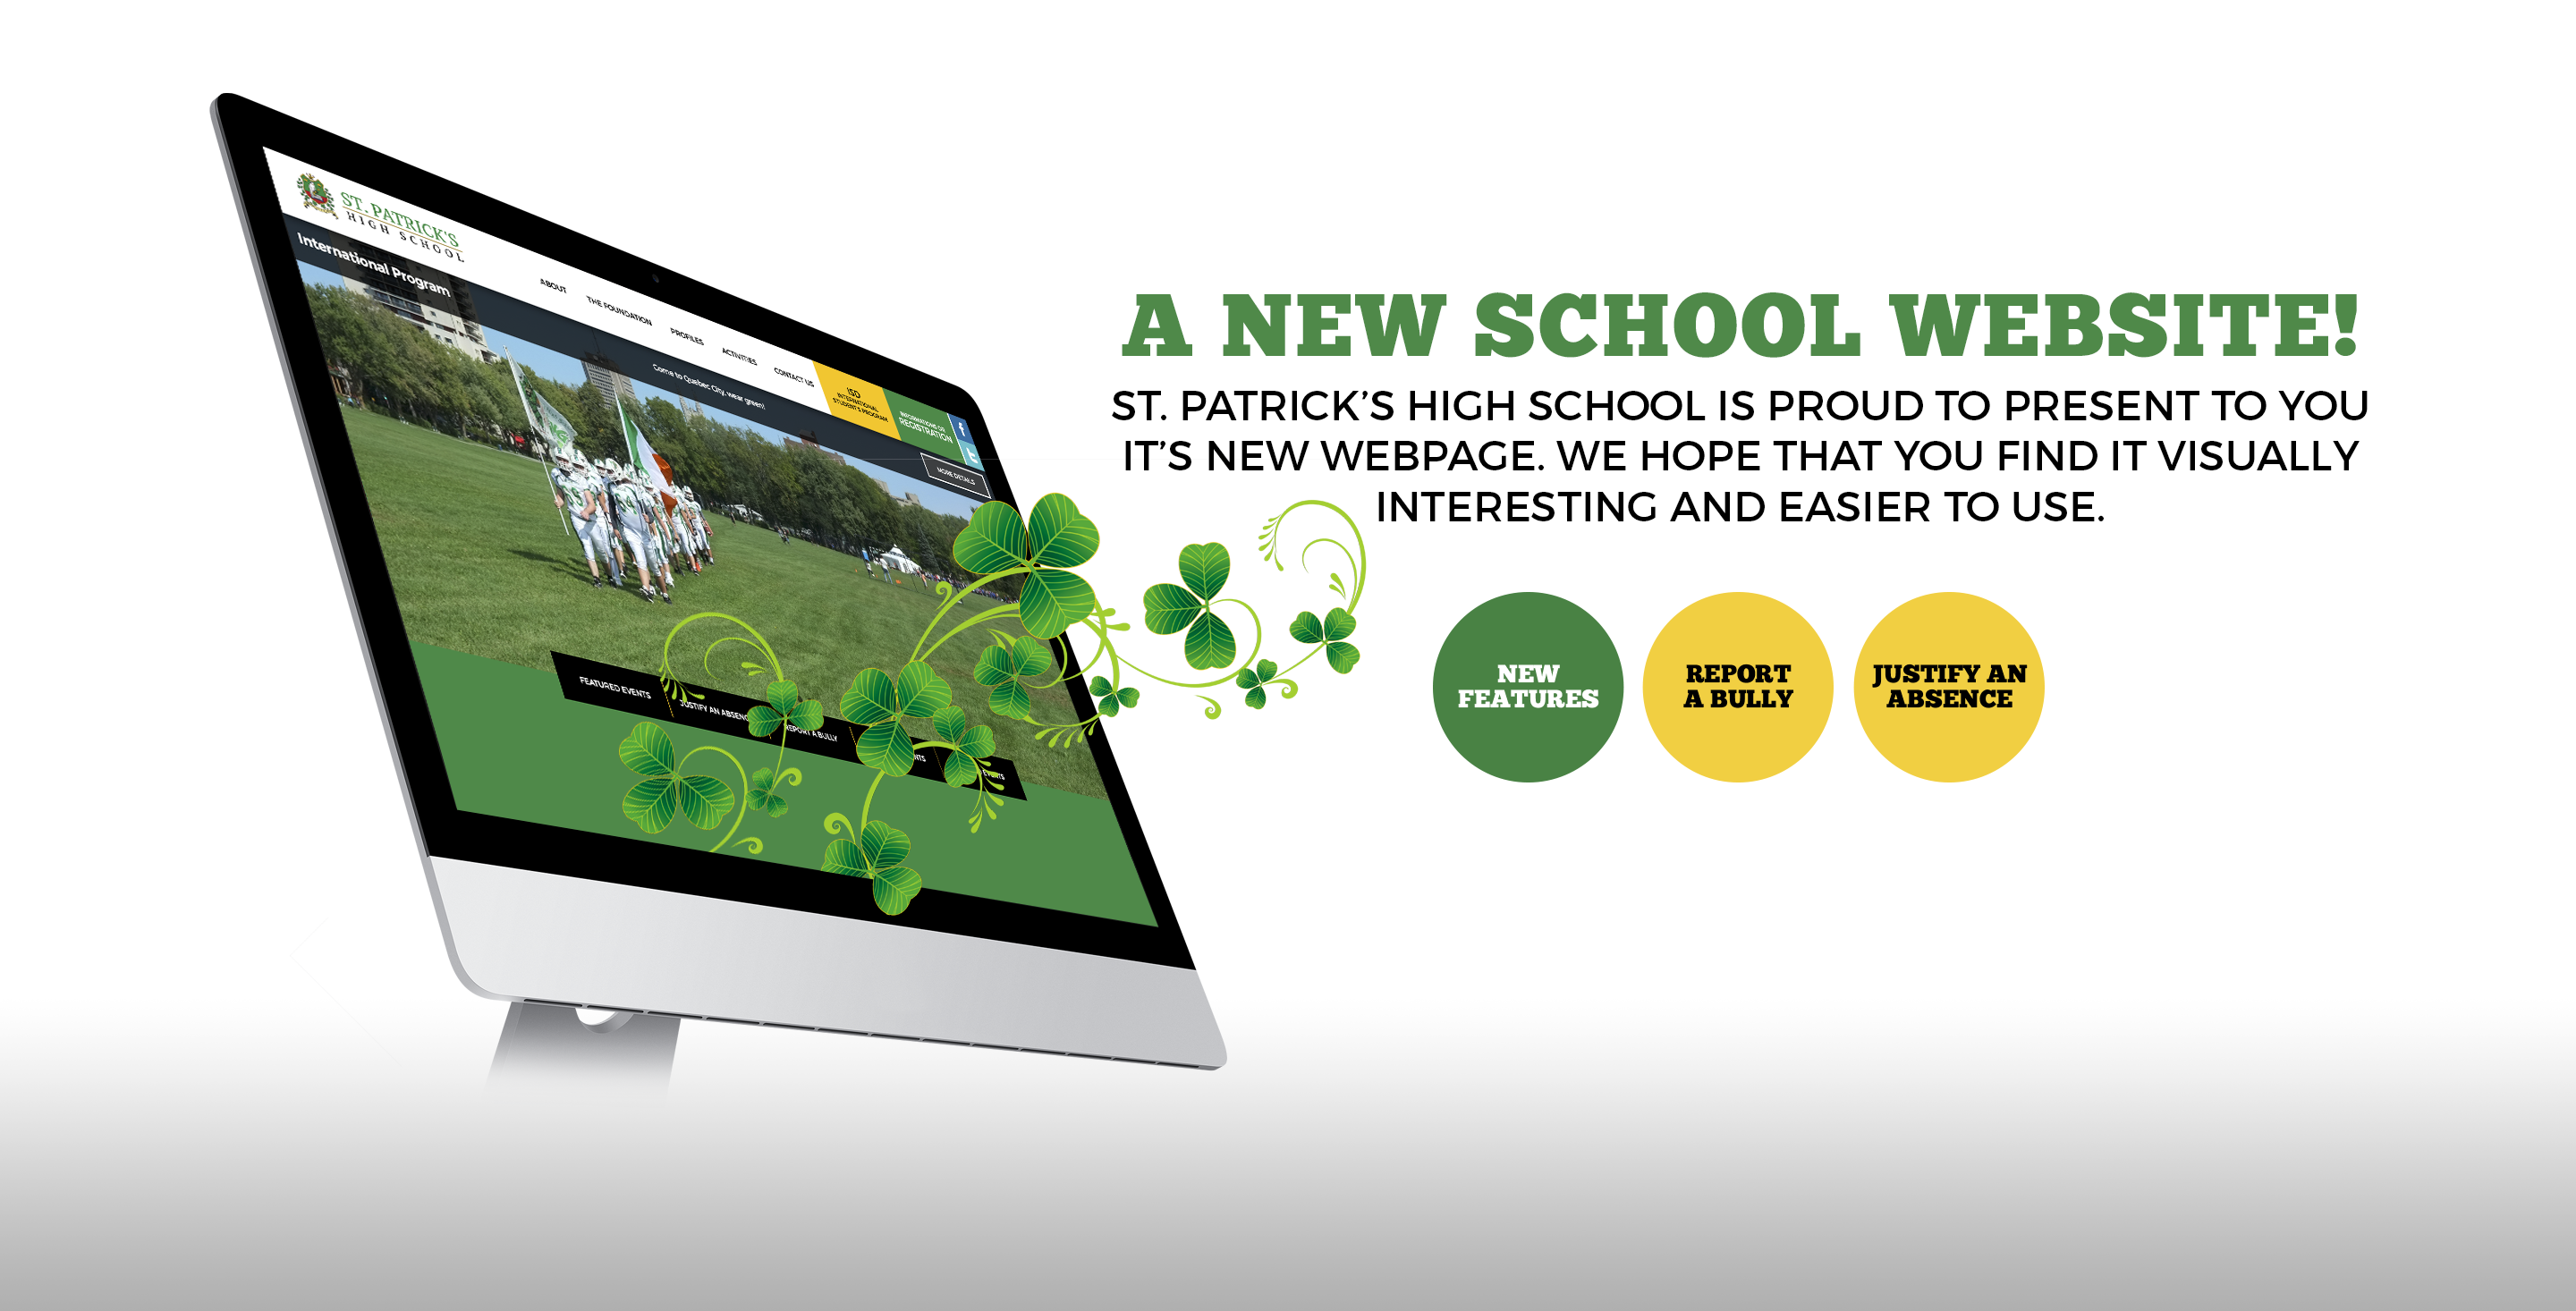 ST. PATRICK'S
HIGH SCHOOL
International Program
ABOUT
THE FOUNDATION
PROFILES
ACTIVITIES
CONTACT US
ISD
INTERNATIONAL
STUDENTS PROGRAM
INFORMATIONS OR
REGISTRATION
f
t
Come to Quebec City, wear green!
MORE DETAILS
FEATURED EVENTS
JUSTIFY AN ABSENC
REPORT A BULLY
EVENTS
A NEW SCHOOL WEBSITE!
ST. PATRICK’S HIGH SCHOOL IS PROUD TO PRESENT TO YOU
IT’S NEW WEBPAGE. WE HOPE THAT YOU FIND IT VISUALLY
INTERESTING AND EASIER TO USE.
NEW
FEATURES
REPORT
A BULLY
JUSTIFY AN
ABSENCE